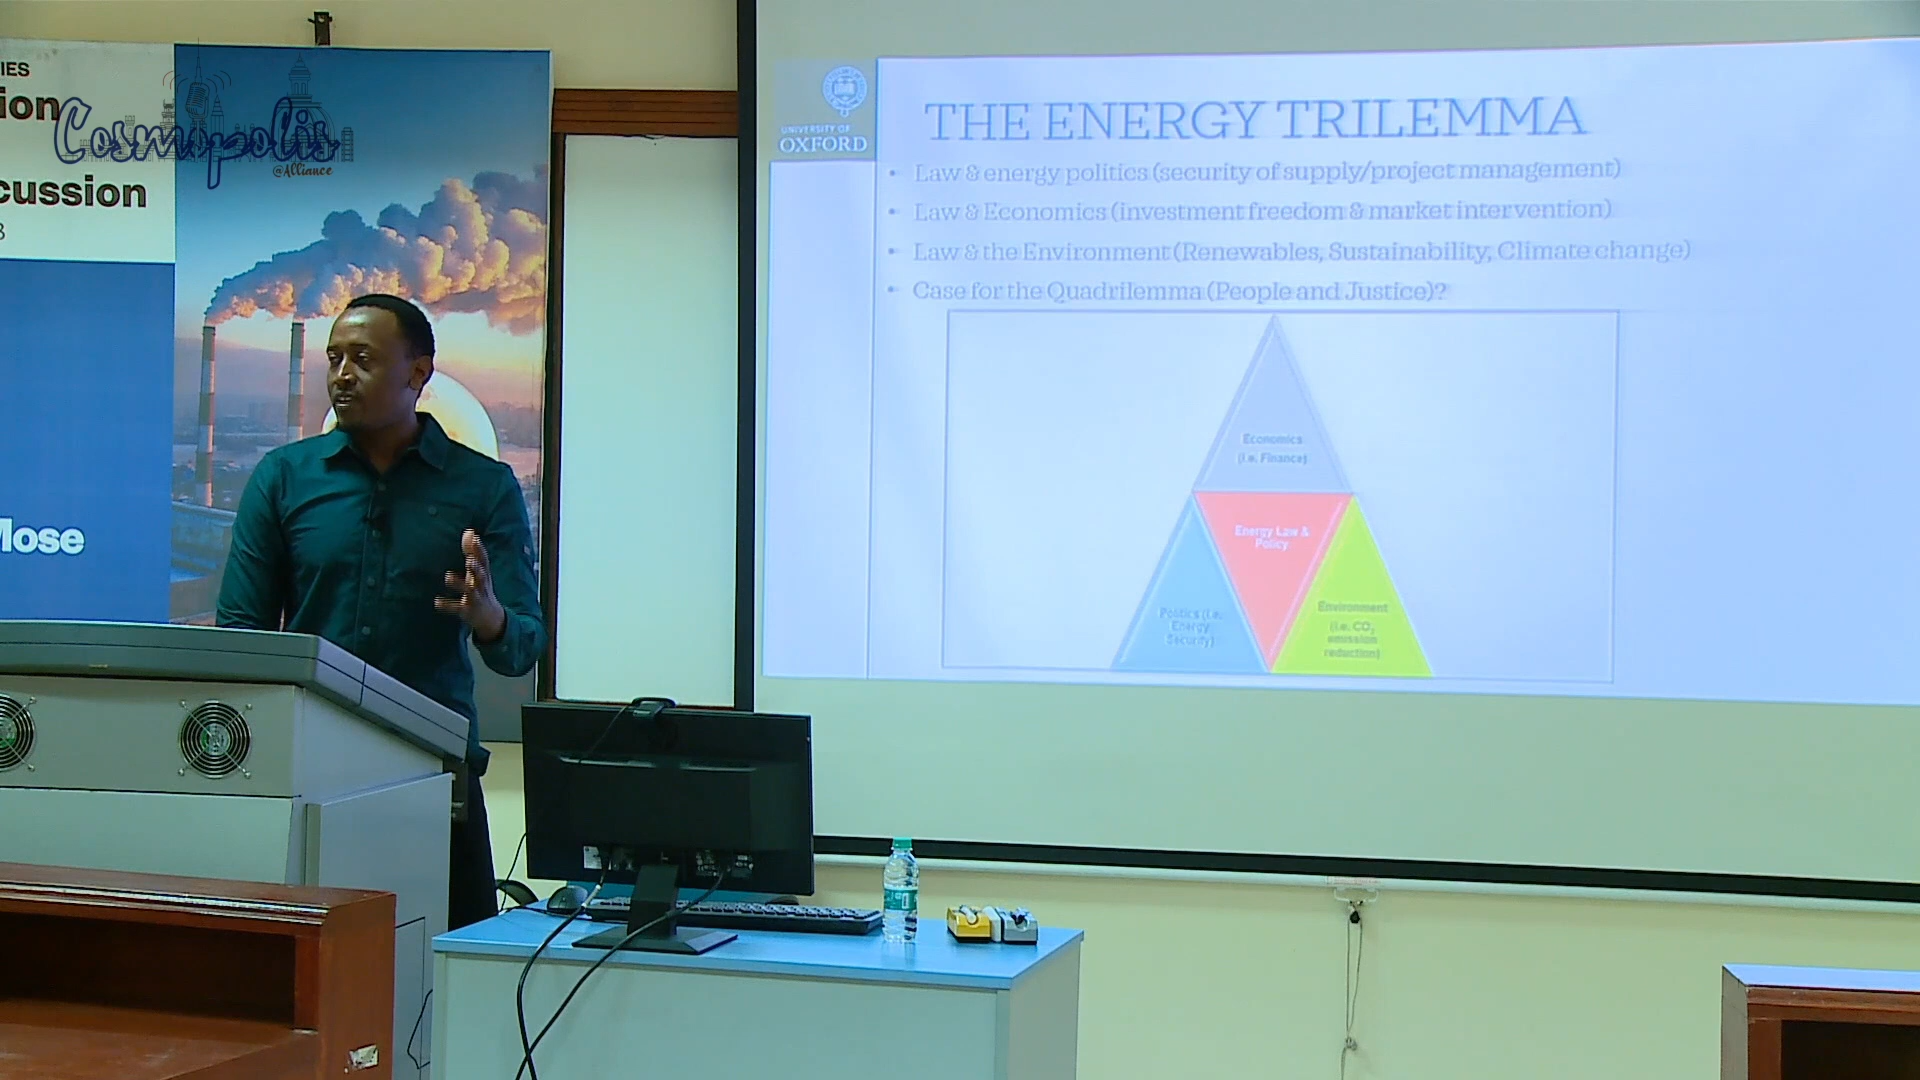 IES
ion
Cosmopolis
@Alliance
cussion
Mose
UNIVERSITY OF
OXFORD
THE ENERGY TRILEMMA
• Law & energy politics (security of supply/project management)
• Law & Economics (investment freedom & market intervention)
• Law & the Environment (Renewables, Sustainability, Climate change)
• Case for the Quadrilemma (People and Justice)?
Economics
(i.e. Finance)
Energy Law &
Policy
Politics (i.e.
Energy
Security)
Environment
(i.e. CO₂
emission
reduction)